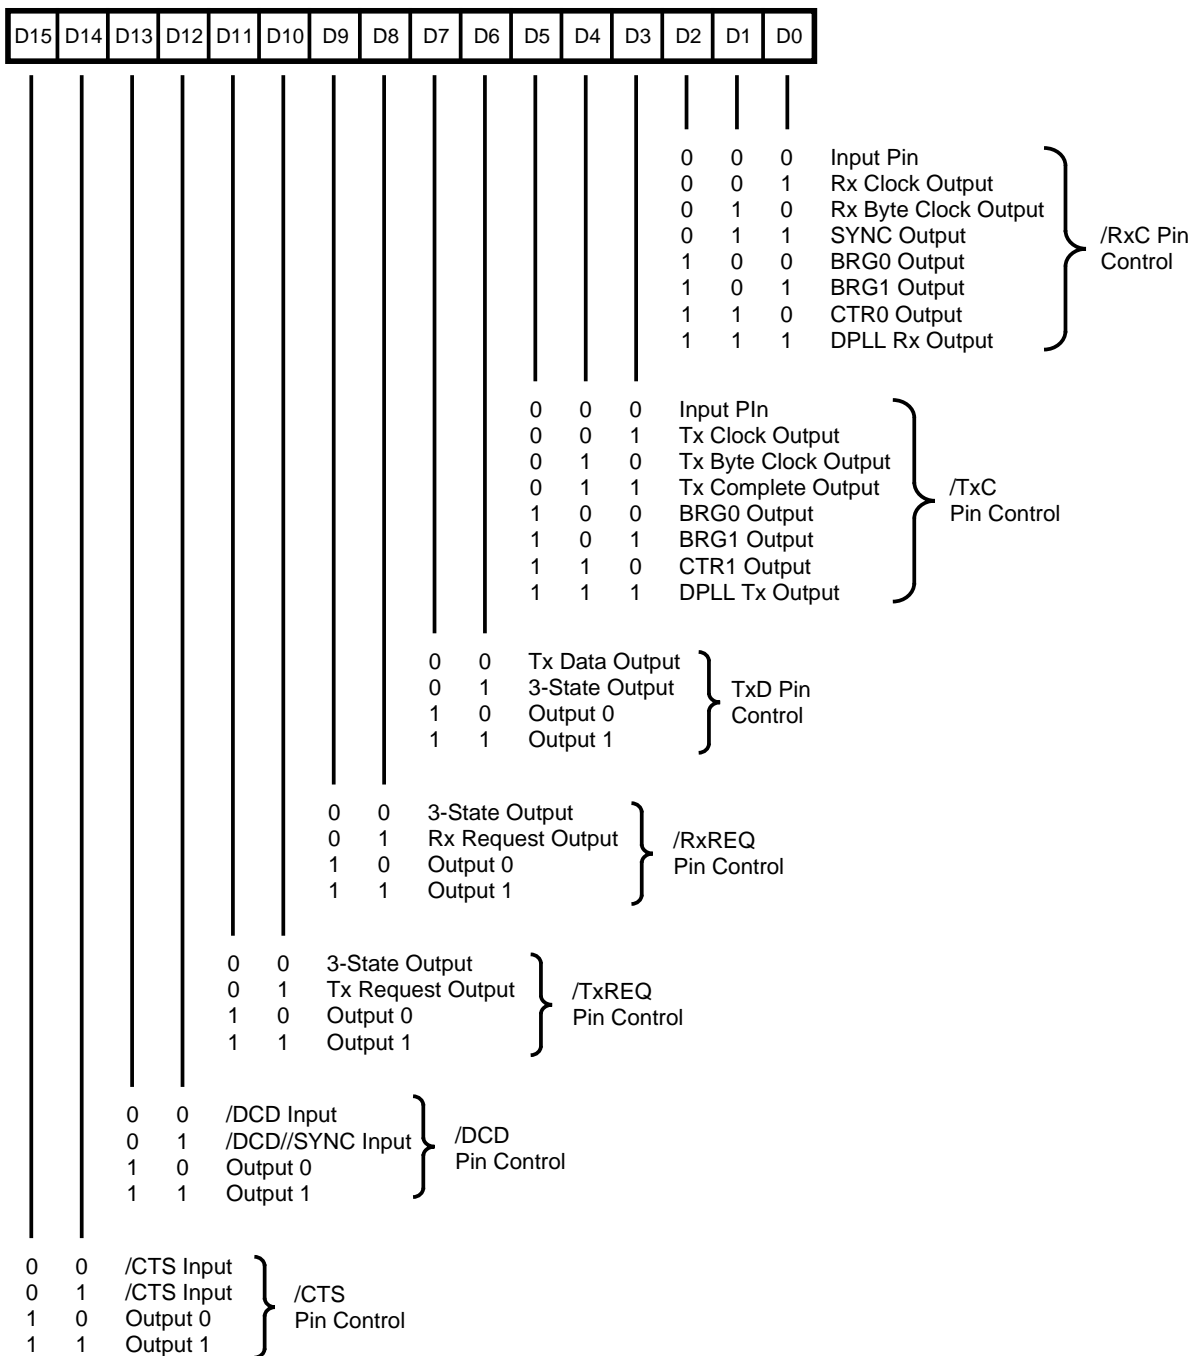 D15 D14 D13 D12 D11 D10 D9 D8 D7 D6 D5 D4 D3 D2 D1 D0
0 0 0 Input Pin
0 0 1 Rx Clock Output
0 1 0 Rx Byte Clock Output
0 1 1 SYNC Output
1 0 0 BRG0 Output
1 0 1 BRG1 Output
1 1 0 CTR0 Output
1 1 1 DPLL Rx Output
/RxC Pin
Control
0 0 0 Input PIn
0 0 1 Tx Clock Output
0 1 0 Tx Byte Clock Output
0 1 1 Tx Complete Output
1 0 0 BRG0 Output
1 0 1 BRG1 Output
1 1 0 CTR1 Output
1 1 1 DPLL Tx Output
/TxC
Pin Control
0 0 Tx Data Output
0 1 3-State Output
1 0 Output 0
1 1 Output 1
TxD Pin
Control
0 0 3-State Output
0 1 Rx Request Output
1 0 Output 0
1 1 Output 1
/RxREQ
Pin Control
0 0 3-State Output
0 1 Tx Request Output
1 0 Output 0
1 1 Output 1
/TxREQ
Pin Control
0 0 /DCD Input
0 1 /DCD//SYNC Input
1 0 Output 0
1 1 Output 1
/DCD
Pin Control
0 0 /CTS Input
0 1 /CTS Input
1 0 Output 0
1 1 Output 1
/CTS
Pin Control